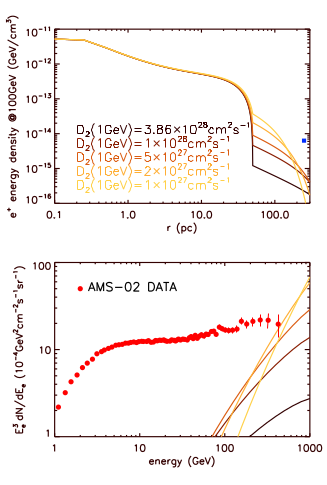 e⁺ energy density @100GeV (GeV/cm³)
10⁻¹¹
10⁻¹²
10⁻¹³
10⁻¹⁴
10⁻¹⁵
10⁻¹⁶
D₂(1GeV)=3.86×10²⁸cm²s⁻¹
D₂(1GeV)=1×10²⁸cm²s⁻¹
D₂(1GeV)=5×10²⁷cm²s⁻¹
D₂(1GeV)=2×10²⁷cm²s⁻¹
D₂(1GeV)=1×10²⁷cm²s⁻¹
0.1 1.0 10.0 100.0
r (pc)
Eₑ³ dN/dEₑ (10⁻⁴GeV²cm⁻²s⁻¹sr⁻¹)
100
10
1
AMS-02 DATA
1 10 100 1000
energy (GeV)